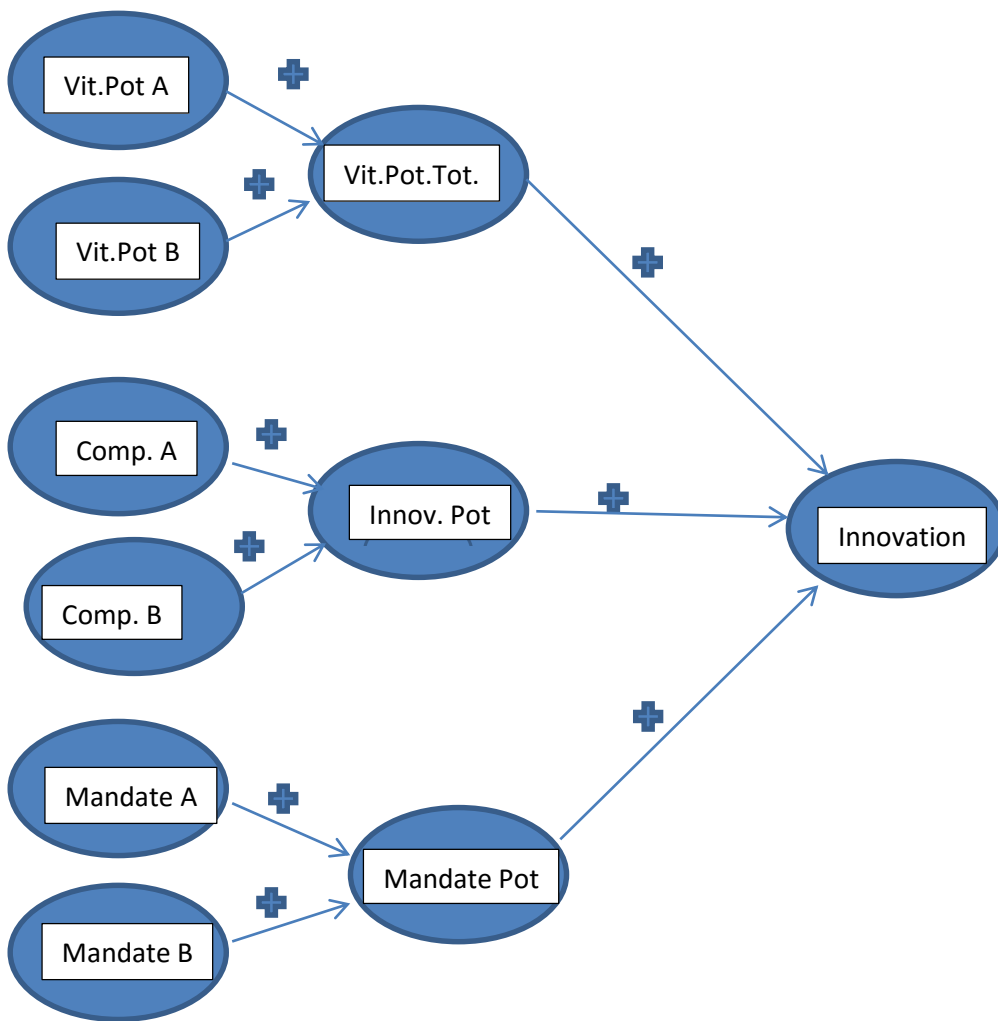 Vit.Pot A
Vit.Pot B
Vit.Pot.Tot.
Comp. A
Comp. B
Innov. Pot
Innovation
Mandate A
Mandate B
Mandate Pot